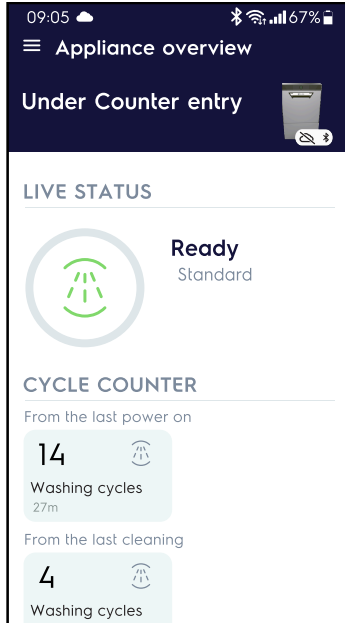 09:05 67%
Appliance overview
Under Counter entry
LIVE STATUS
Ready
Standard
CYCLE COUNTER
From the last power on
14
Washing cycles
27m
From the last cleaning
4
Washing cycles